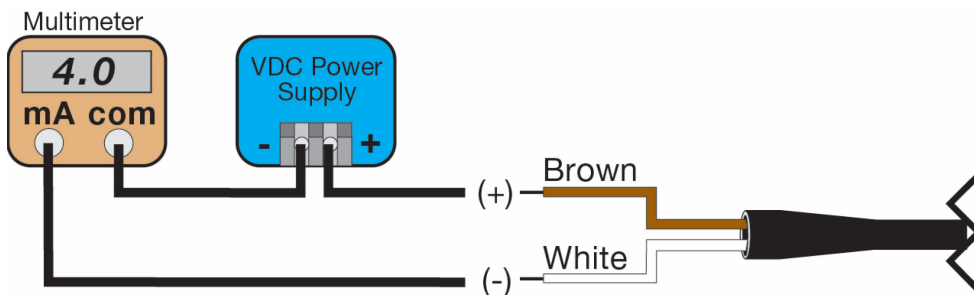 Multimeter
4.0
mA com
VDC Power
Supply
- +
(+) Brown
(-) White